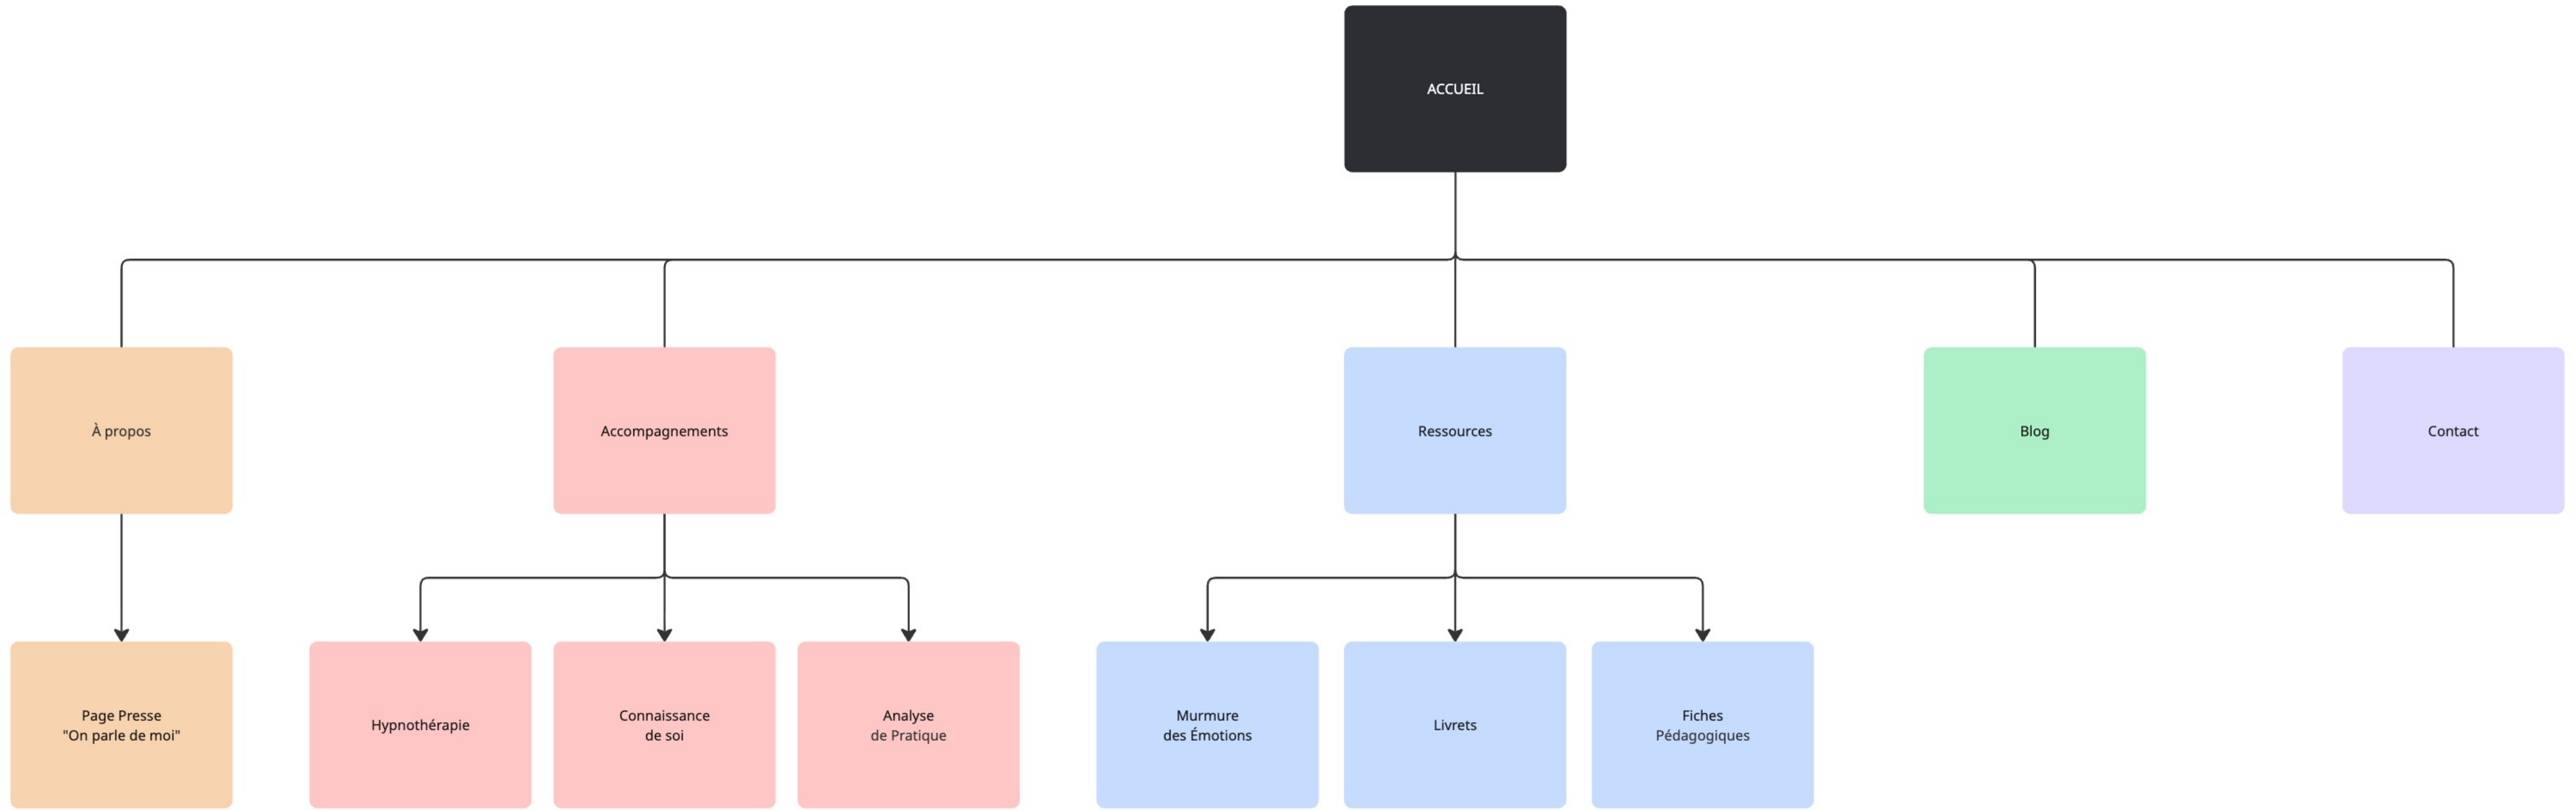 ACCUEIL
À propos
Accompagnements
Ressources
Blog
Contact
Page Presse
"On parle de moi"
Hypnothérapie
Connaissance
de soi
Analyse
de Pratique
Murmure
des Émotions
Livrets
Fiches
Pédagogiques